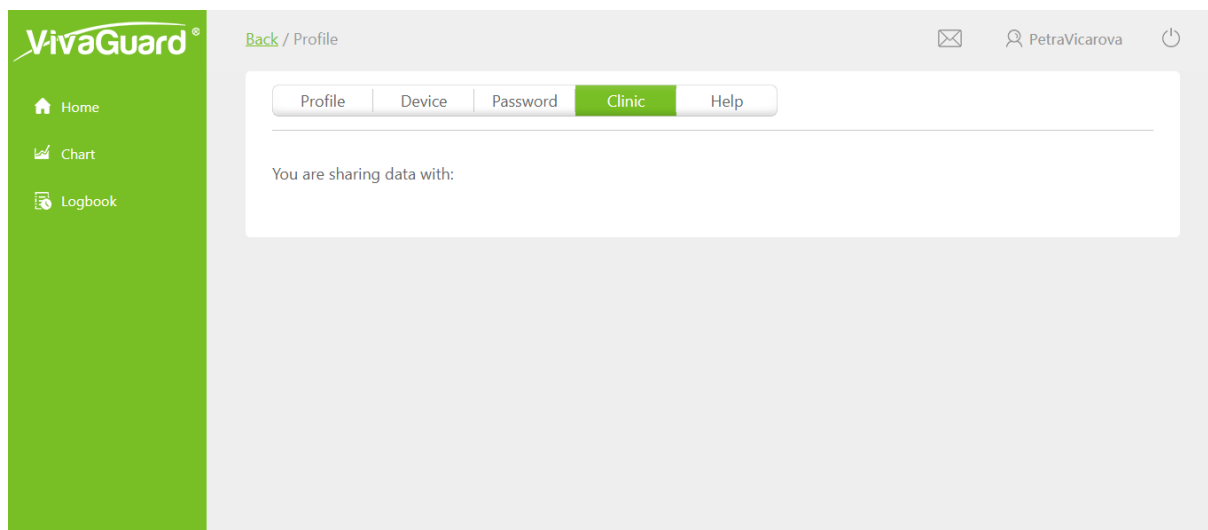 VivaGuard®
Back / Profile
PetraVicarova
Home
Chart
Logbook
Profile
Device
Password
Clinic
Help
You are sharing data with: